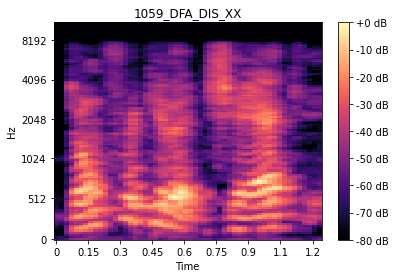 1059_DFA_DIS_XX
Hz
8192
4096
2048
1024
512
0
0 0.15 0.3 0.45 0.6 0.75 0.9 1.1 1.2
Time
+0 dB
-10 dB
-20 dB
-30 dB
-40 dB
-50 dB
-60 dB
-70 dB
-80 dB